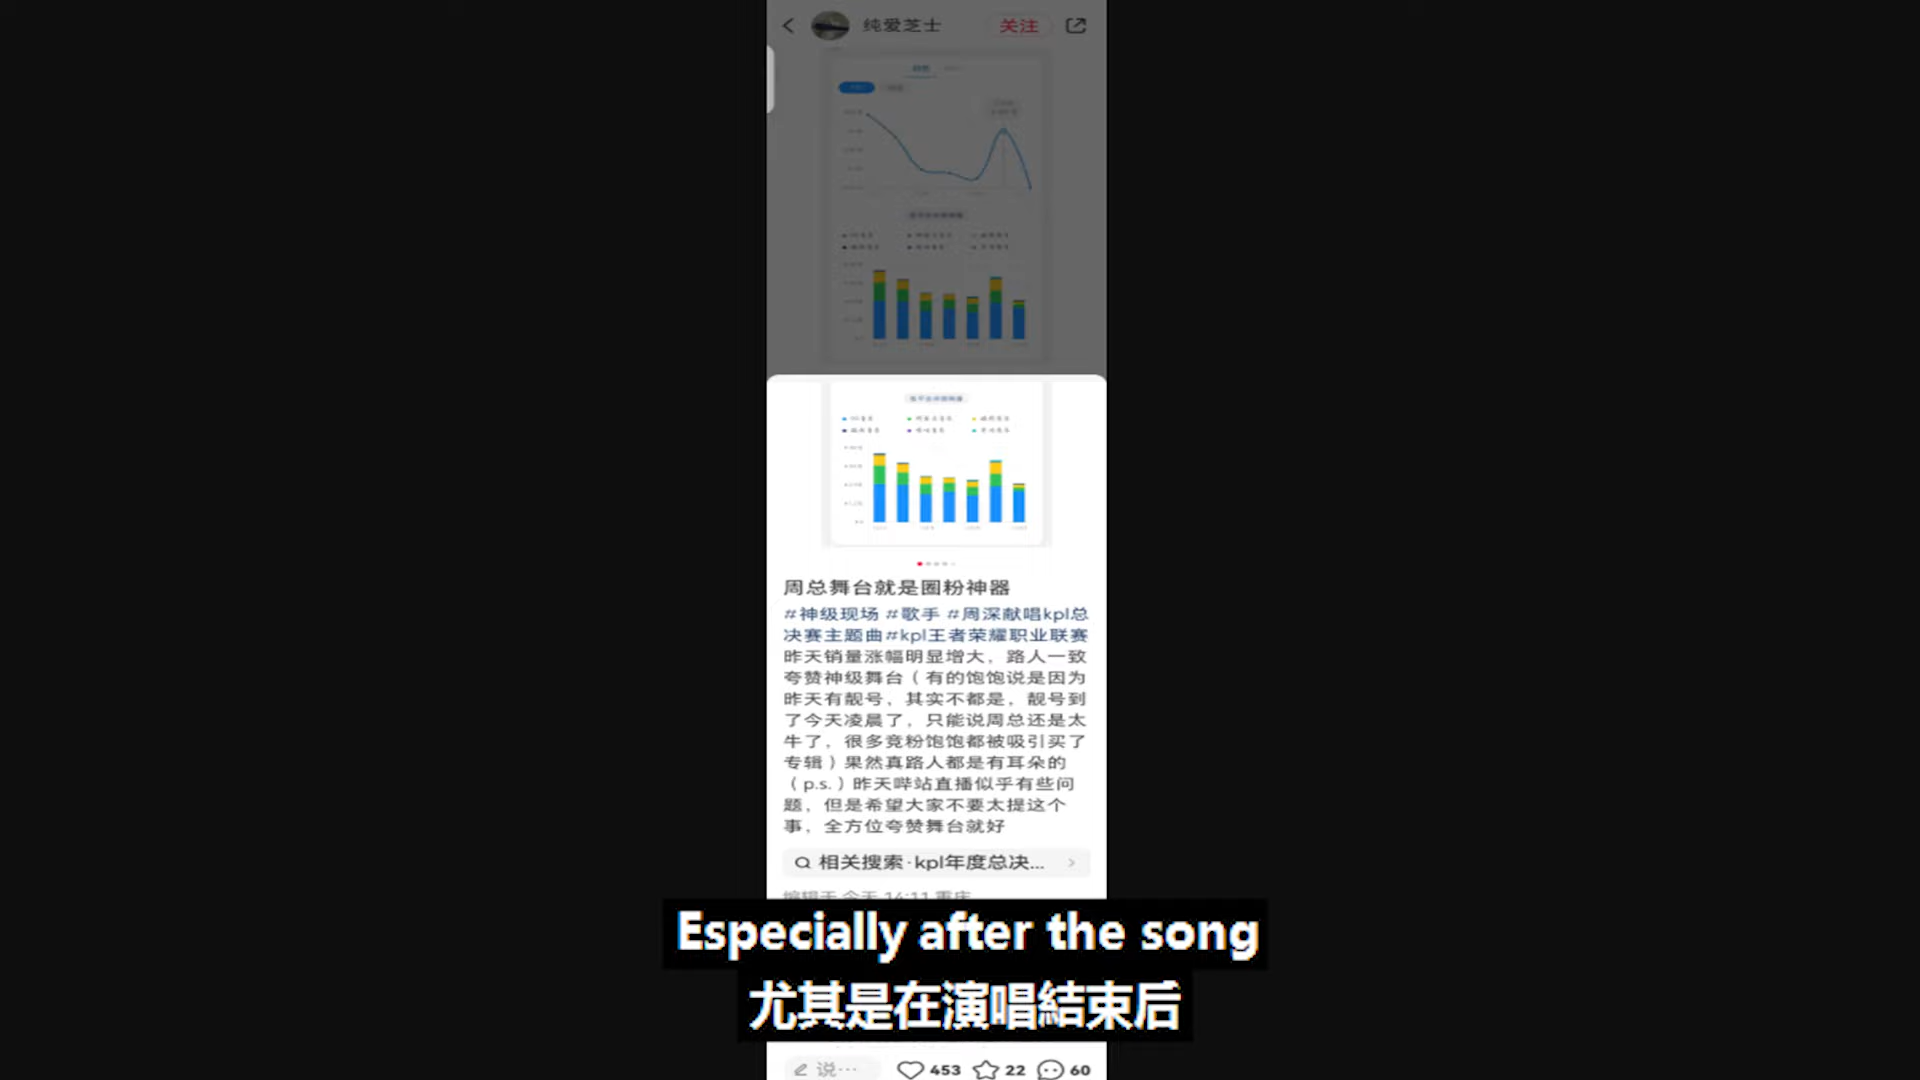 纯爱芝士
关注
周总舞台就是圈粉神器
#神级现场 #歌手 #周深献唱kpl总
决赛主题曲#kpl王者荣耀职业联赛
昨天销量涨幅明显增大，路人一致
夸赞神级舞台（有的饱饱说是因为
昨天有靓号，其实不都是，靓号到
了今天凌晨了，只能说周总还是太
牛了，很多竞粉饱饱都被吸引买了
专辑）果然真路人都是有耳朵的
（p.s.）昨天哔站直播似乎有些问
题，但是希望大家不要太提这个
事，全方位夸赞舞台就好
相关搜索·kpl年度总决...
编辑于 今天 14:11 重庆
Especially after the song
尤其是在演唱結束后
说...
453
22
60